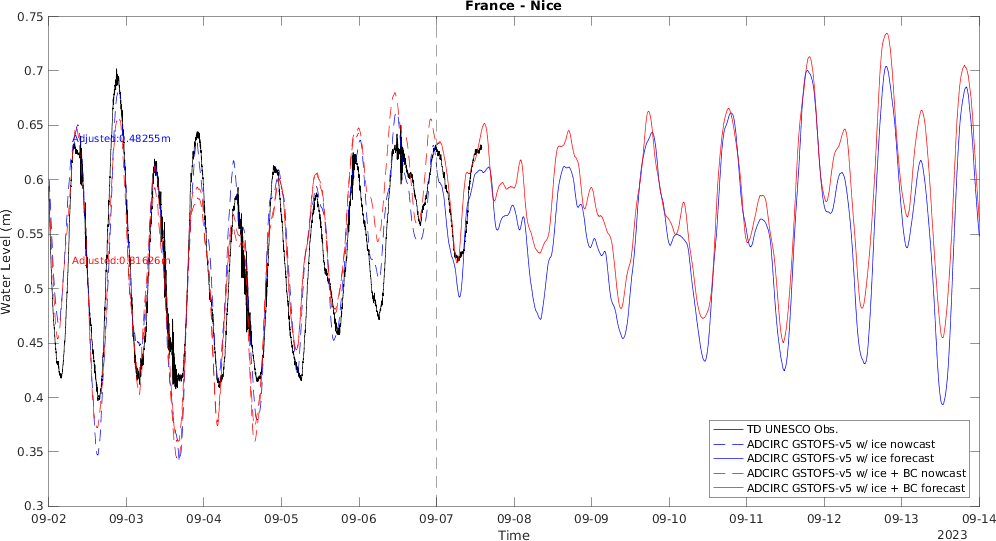 France - Nice
Water Level (m)
0.75
0.7
0.65
0.6
0.55
0.5
0.45
0.4
0.35
0.3
Adjusted:0.48255m
Adjusted:0.31626m
TD UNESCO Obs.
ADCIRC GSTOFS-v5 w/ ice nowcast
ADCIRC GSTOFS-v5 w/ ice forecast
ADCIRC GSTOFS-v5 w/ ice + BC nowcast
ADCIRC GSTOFS-v5 w/ ice + BC forecast
09-02 09-03 09-04 09-05 09-06 09-07 09-08 09-09 09-10 09-11 09-12 09-13 09-14
Time
2023